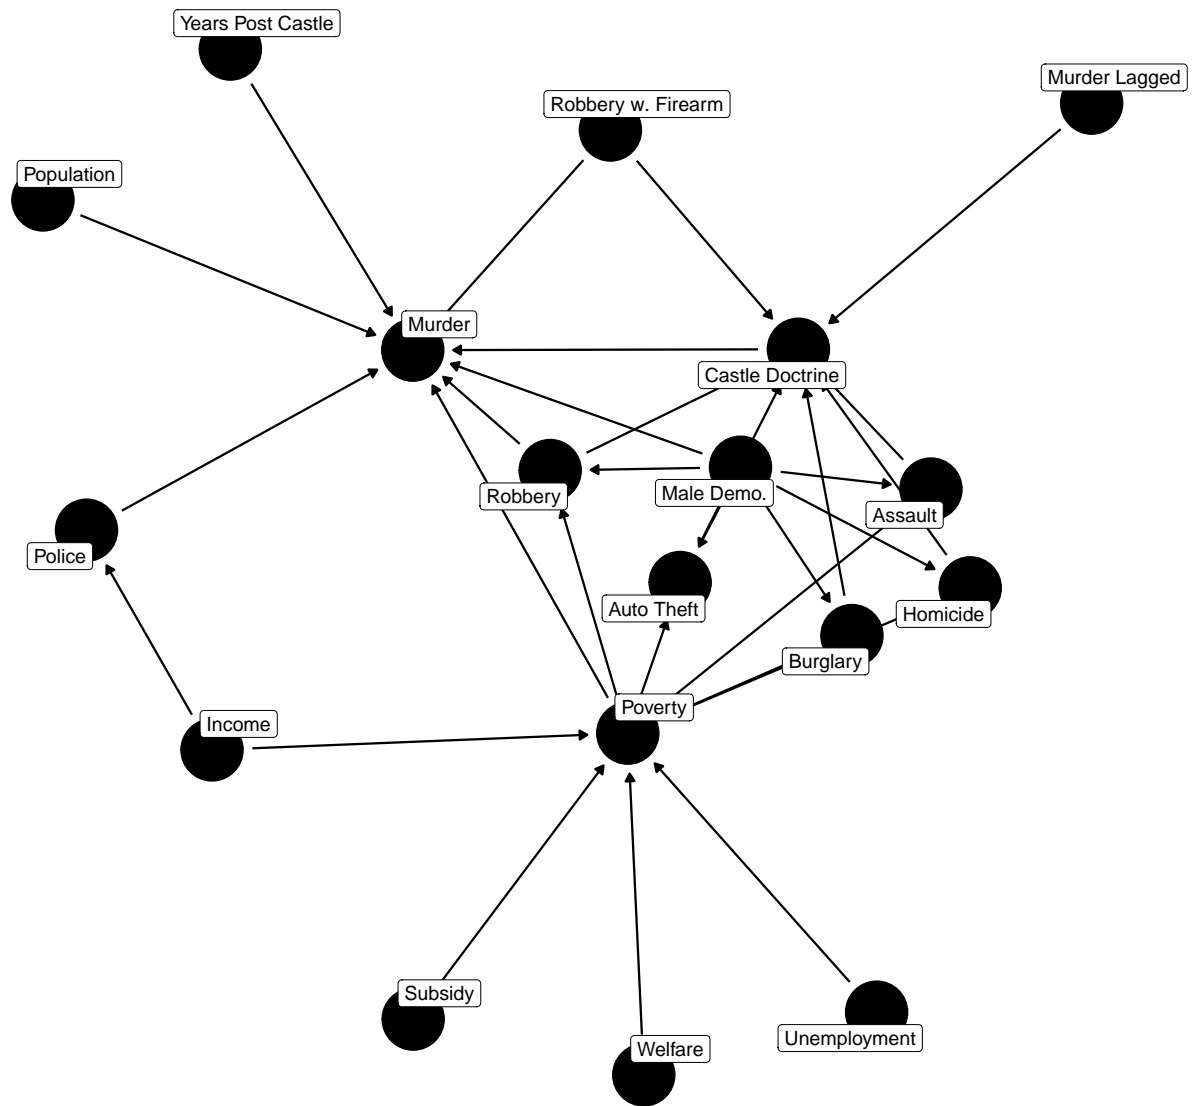 Years Post Castle
Murder Lagged
Robbery w. Firearm
Population
Murder
Castle Doctrine
Robbery
Male Demo.
Assault
Police
Auto Theft
Homicide
Burglary
Poverty
Income
Subsidy
Unemployment
Welfare